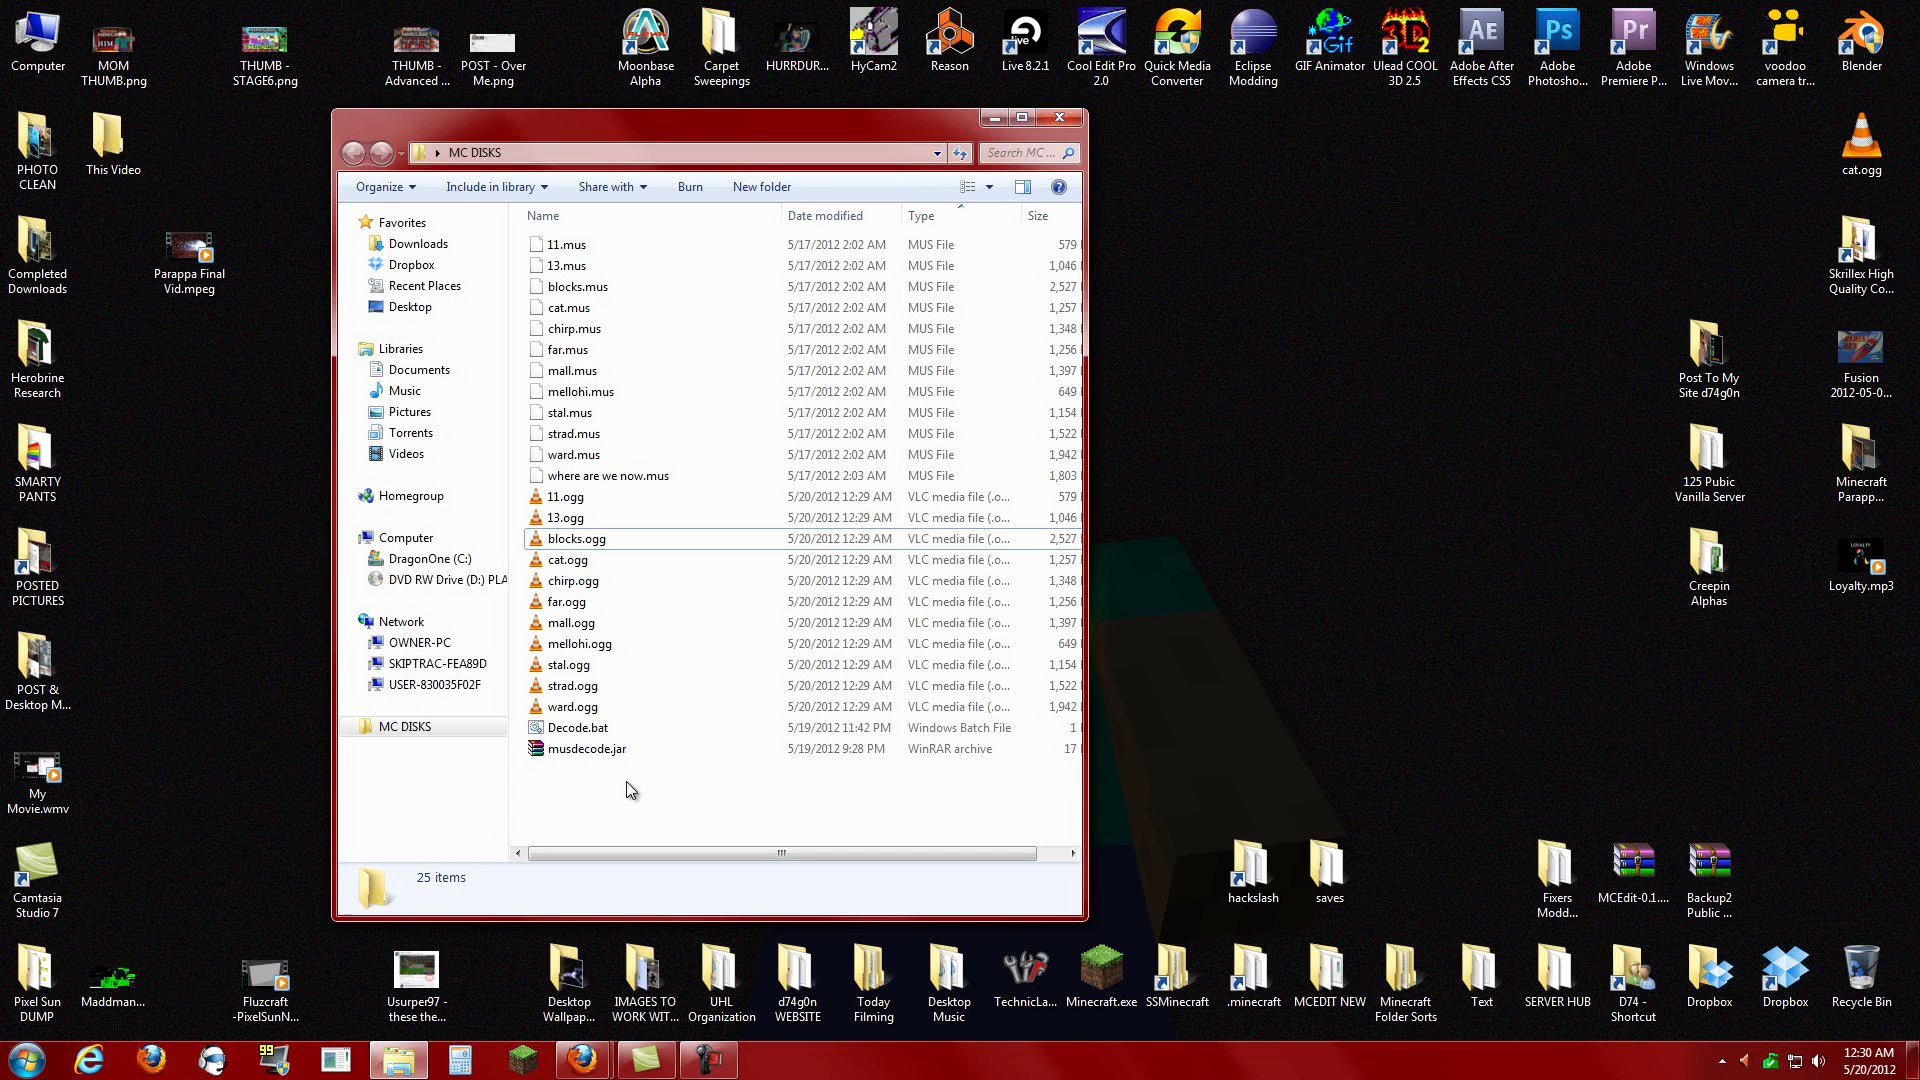 Computer
MOM THUMB.png
THUMB - STAGE6.png
THUMB - Advanced ...
POST - Over Me.png
Moonbase Alpha
Carpet Sweepings
HURRDUR...
HyCam2
Reason
Live 8.2.1
Cool Edit Pro 2.0
Quick Media Converter
Eclipse Modding
GIF Animator
Ulead COOL 3D 2.5
Adobe After Effects CS5
Adobe Photosho...
Adobe Premiere P...
Windows Live Mov...
voodoo camera tr...
Blender
PHOTO CLEAN
This Video
cat.ogg
Completed Downloads
Parappa Final Vid.mpeg
Skrillex High Quality Co...
Herobrine Research
Post To My Site d74g0n
Fusion 2012-05-0...
SMARTY PANTS
125 Pubic Vanilla Server
Minecraft Parapp...
POSTED PICTURES
Creepin Alphas
Loyalty.mp3
POST & Desktop M...
My Movie.wmv
Camtasia Studio 7
hackslash
saves
Fixers Modd...
MCEdit-0.1....
Backup2 Public ...
MC DISKS
Search MC ...
Organize
Include in library
Share with
Burn
New folder
Favorites
Downloads
Dropbox
Recent Places
Desktop
Libraries
Documents
Music
Pictures
Torrents
Videos
Homegroup
Computer
DragonOne (C:)
DVD RW Drive (D:) PLA
Network
OWNER-PC
SKIPTRAC-FEA89D
USER-830035F02F
MC DISKS
Name Date modified Type Size
11.mus 5/17/2012 2:02 AM MUS File 579
13.mus 5/17/2012 2:02 AM MUS File 1,046
blocks.mus 5/17/2012 2:02 AM MUS File 2,527
cat.mus 5/17/2012 2:02 AM MUS File 1,257
chirp.mus 5/17/2012 2:02 AM MUS File 1,348
far.mus 5/17/2012 2:02 AM MUS File 1,256
mall.mus 5/17/2012 2:02 AM MUS File 1,397
mellohi.mus 5/17/2012 2:02 AM MUS File 649
stal.mus 5/17/2012 2:02 AM MUS File 1,154
strad.mus 5/17/2012 2:02 AM MUS File 1,522
ward.mus 5/17/2012 2:02 AM MUS File 1,942
where are we now.mus 5/17/2012 2:03 AM MUS File 1,803
11.ogg 5/20/2012 12:29 AM VLC media file (.o... 579
13.ogg 5/20/2012 12:29 AM VLC media file (.o... 1,046
blocks.ogg 5/20/2012 12:29 AM VLC media file (.o... 2,527
cat.ogg 5/20/2012 12:29 AM VLC media file (.o... 1,257
chirp.ogg 5/20/2012 12:29 AM VLC media file (.o... 1,348
far.ogg 5/20/2012 12:29 AM VLC media file (.o... 1,256
mall.ogg 5/20/2012 12:29 AM VLC media file (.o... 1,397
mellohi.ogg 5/20/2012 12:29 AM VLC media file (.o... 649
stal.ogg 5/20/2012 12:29 AM VLC media file (.o... 1,154
strad.ogg 5/20/2012 12:29 AM VLC media file (.o... 1,522
ward.ogg 5/20/2012 12:29 AM VLC media file (.o... 1,942
Decode.bat 5/19/2012 11:42 PM Windows Batch File 1
musdecode.jar 5/19/2012 9:28 PM WinRAR archive 17
25 items
Pixel Sun DUMP
Maddman...
Fluzcraft -PixelSunN...
Usurper97 - these the...
Desktop Wallpap...
IMAGES TO WORK WIT...
UHL Organization
d74g0n WEBSITE
Today Filming
Desktop Music
TechnicLa...
Minecraft.exe
SSMinecraft
.minecraft
MCEDIT NEW
Minecraft Folder Sorts
Text
SERVER HUB
D74 - Shortcut
Dropbox
Dropbox
Recycle Bin
99
12:30 AM
5/20/2012